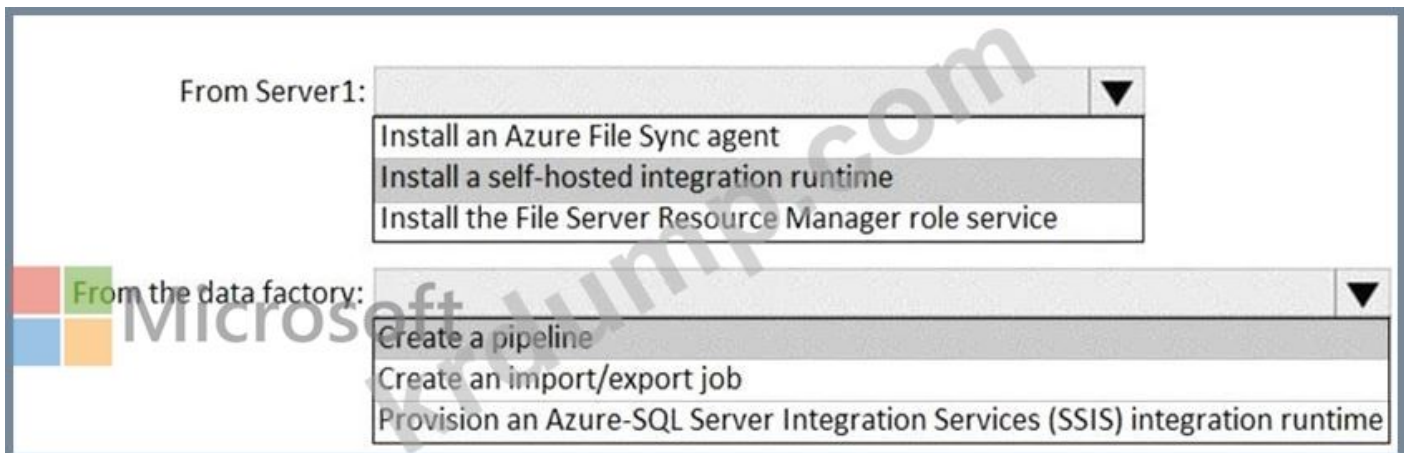 From Server1:
Install an Azure File Sync agent
Install a self-hosted integration runtime
Install the File Server Resource Manager role service
From the data factory:
Create a pipeline
Create an import/export job
Provision an Azure-SQL Server Integration Services (SSIS) integration runtime
Microsoft
krdump.com